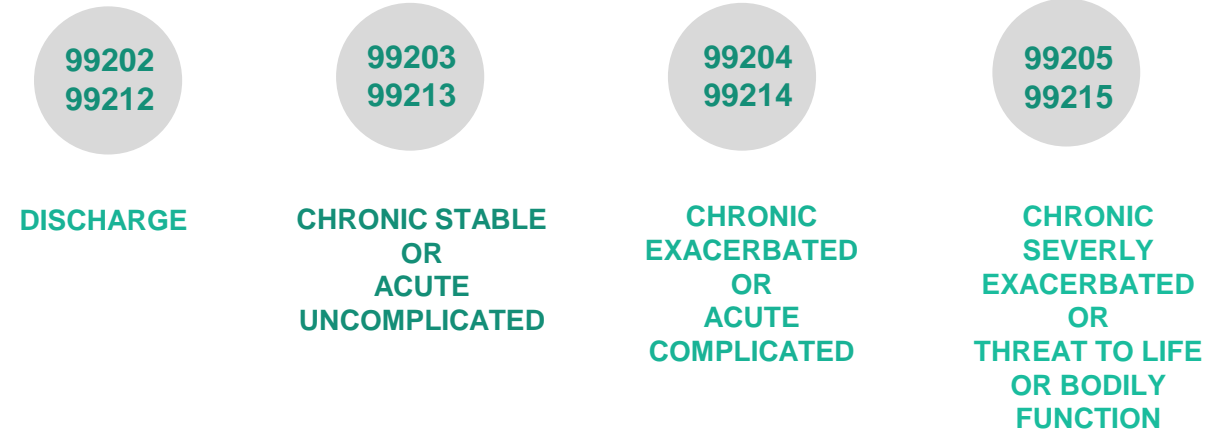 99202
99212
99203
99213
99204
99214
99205
99215
DISCHARGE
CHRONIC STABLE
OR
ACUTE
UNCOMPLICATED
CHRONIC
EXACERBATED
OR
ACUTE
COMPLICATED
CHRONIC
SEVERLY
EXACERBATED
OR
THREAT TO LIFE
OR BODILY
FUNCTION